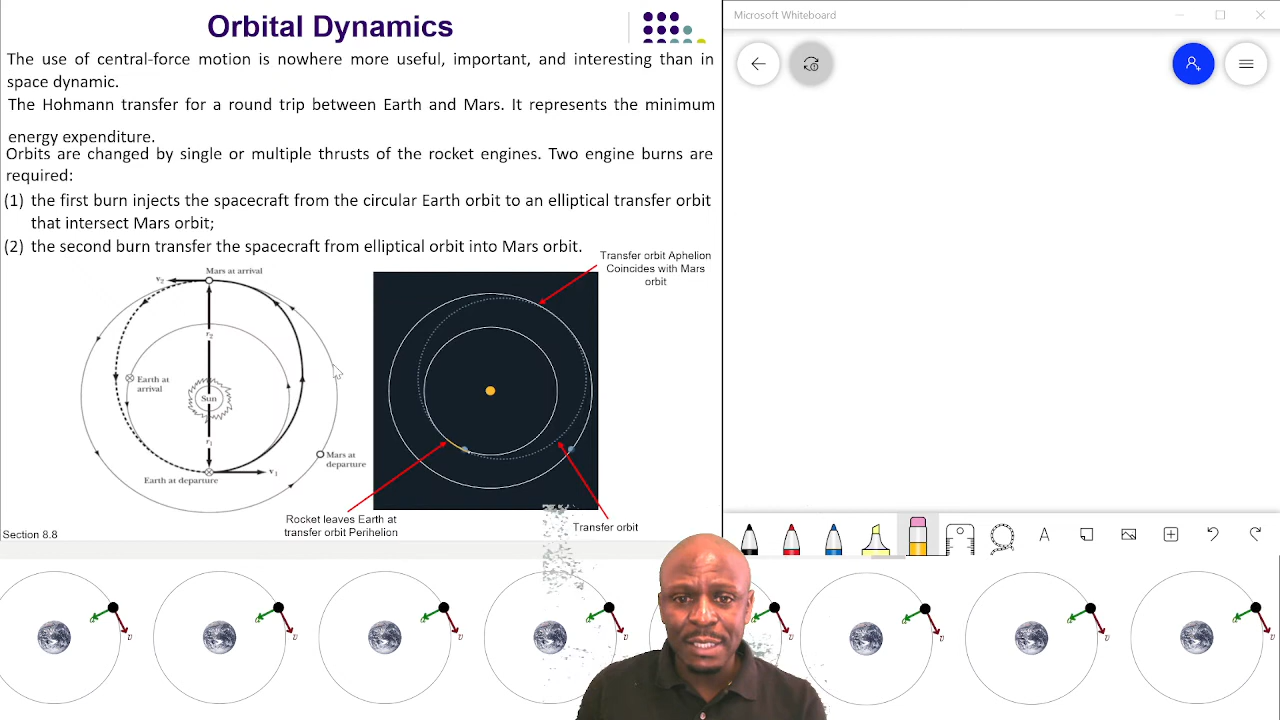 Orbital Dynamics
The use of central-force motion is nowhere more useful, important, and interesting than in
space dynamic.
The Hohmann transfer for a round trip between Earth and Mars. It represents the minimum
energy expenditure.
Orbits are changed by single or multiple thrusts of the rocket engines. Two engine burns are
required:
(1) the first burn injects the spacecraft from the circular Earth orbit to an elliptical transfer orbit
that intersect Mars orbit;
(2) the second burn transfer the spacecraft from elliptical orbit into Mars orbit.
Mars at arrival
v₂
r₂
Earth at
arrival
Sun
r₁
Mars at
departure
Earth at departure
v₁
Transfer orbit Aphelion
Coincides with Mars
orbit
Rocket leaves Earth at
transfer orbit Perihelion
Transfer orbit
Section 8.8
Microsoft Whiteboard
A
a
v
a
v
a
v
a
v
v
a
v
a
v
a
v